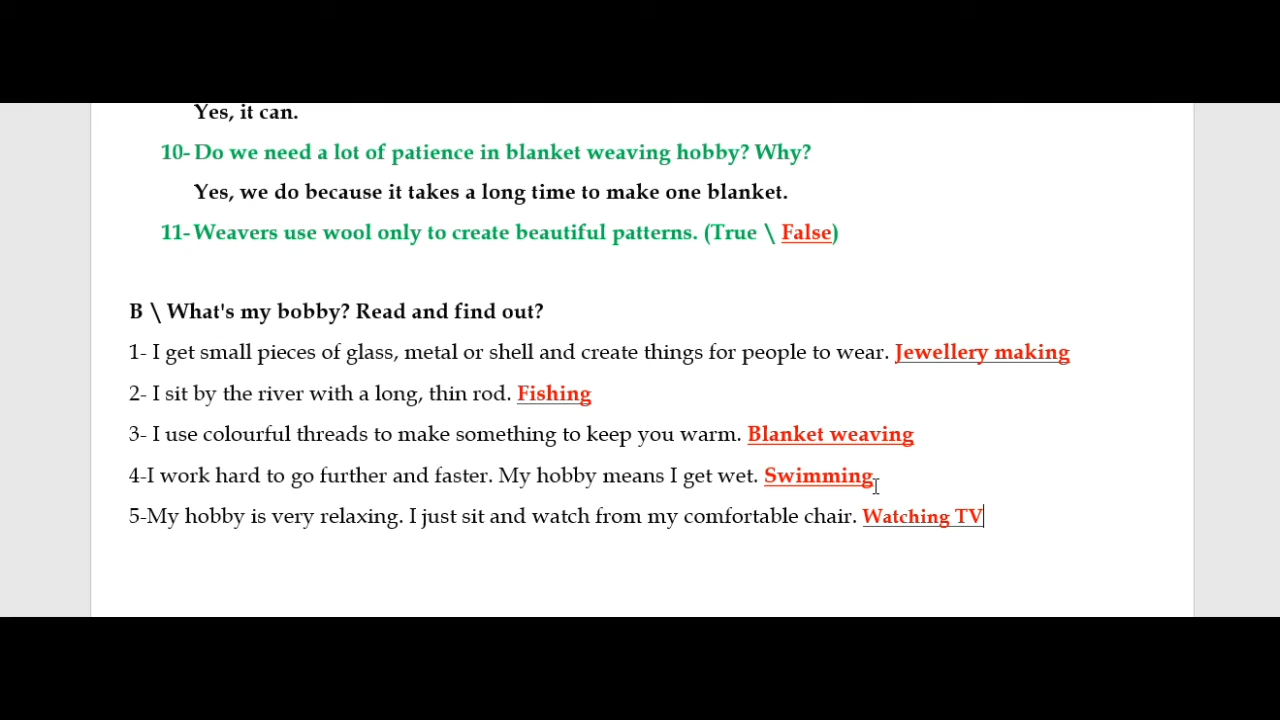 Yes, it can.
10- Do we need a lot of patience in blanket weaving hobby? Why?
Yes, we do because it takes a long time to make one blanket.
11- Weavers use wool only to create beautiful patterns. (True \ False)
B \ What's my bobby? Read and find out?
1- I get small pieces of glass, metal or shell and create things for people to wear. Jewellery making
2- I sit by the river with a long, thin rod. Fishing
3- I use colourful threads to make something to keep you warm. Blanket weaving
4-I work hard to go further and faster. My hobby means I get wet. Swimming
5-My hobby is very relaxing. I just sit and watch from my comfortable chair. Watching TV